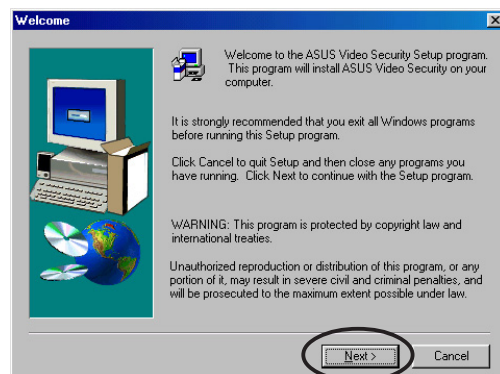 Welcome
Welcome to the ASUS Video Security Setup program.
This program will install ASUS Video Security on your
computer.
It is strongly recommended that you exit all Windows programs
before running this Setup program.
Click Cancel to quit Setup and then close any programs you
have running. Click Next to continue with the Setup program.
WARNING: This program is protected by copyright law and
international treaties.
Unauthorized reproduction or distribution of this program, or any
portion of it, may result in severe civil and criminal penalties, and
will be prosecuted to the maximum extent possible under law.
Next >
Cancel